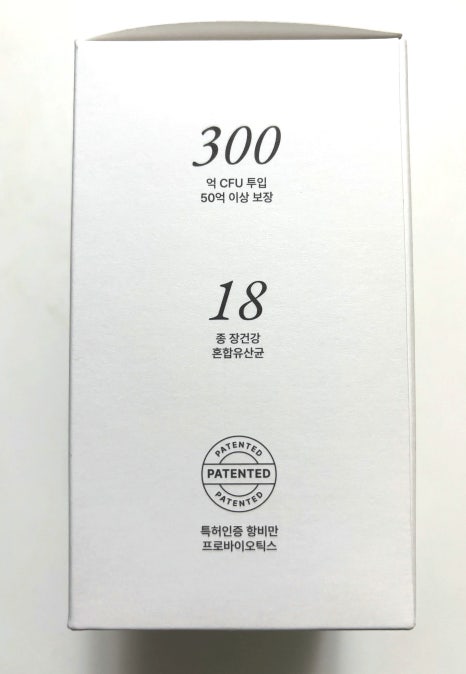 300
억 CFU 투입
50억 이상 보장
18
종 장건강
혼합유산균
PATENTED
PATENTED
PATENTED
특허인증 항비만
프로바이오틱스